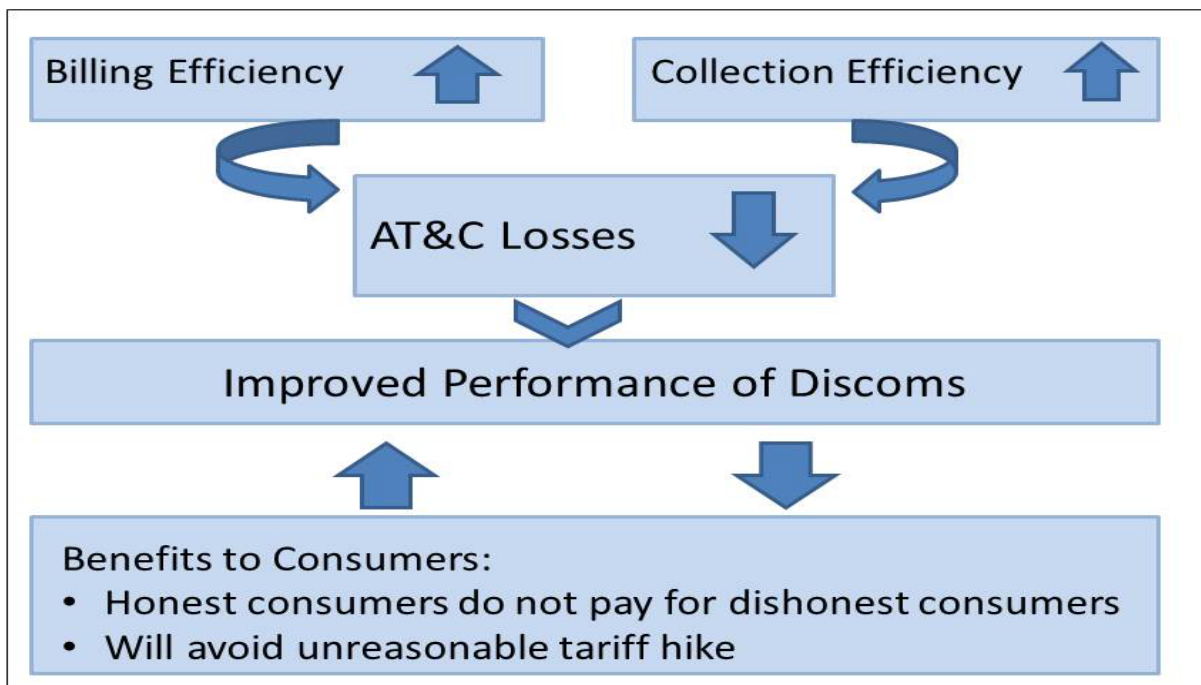 Billing Efficiency
Collection Efficiency
AT&C Losses
Improved Performance of Discoms
Benefits to Consumers:
• Honest consumers do not pay for dishonest consumers
• Will avoid unreasonable tariff hike